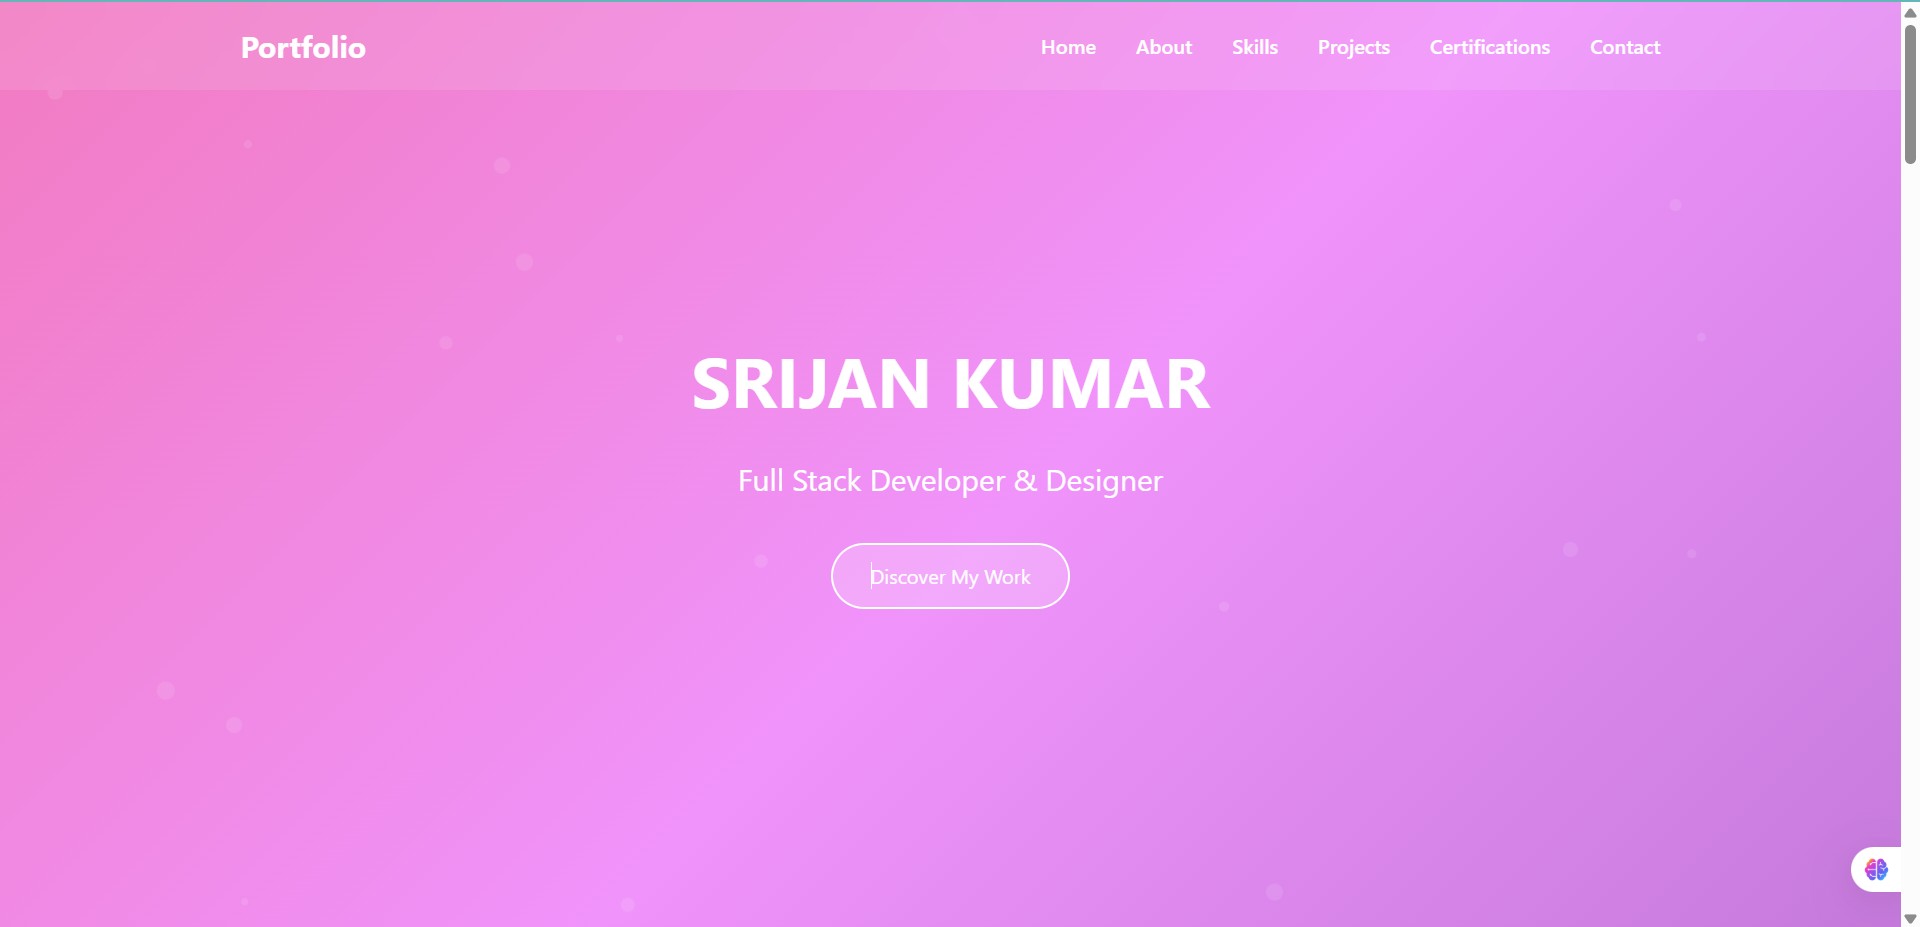 Portfolio
Home About Skills Projects Certifications Contact
SRIJAN KUMAR
Full Stack Developer & Designer
Discover My Work